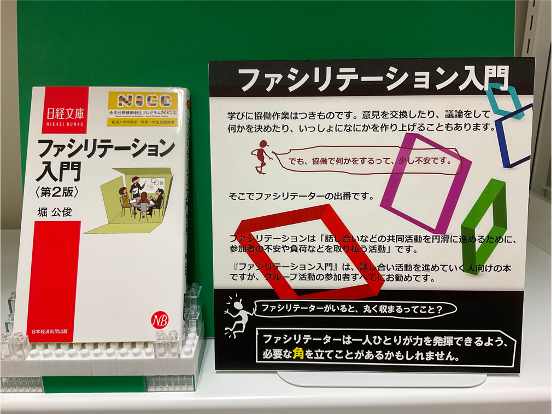 日経文庫
NIKKEI BUNKO
NICC
ファシリテーション
入門
〈第2版〉
堀 公俊
日本経済新聞出版
NB
ファシリテーション入門
学びに協働作業はつきものです。意見を交換したり、議論をして
何かを決めたり、いっしょになにかを作り上げることもあります。
でも、協働で何かをするって、少し不安です。
そこでファシリテーターの出番です。
ファシリテーションは「話し合いなどの共同活動を円滑に進めるために、
参加者の不安や負荷などを取り払う活動」です。
『ファシリテーション入門』は、話し合い活動を進めていく人向けの本
ですが、グループ活動の参加者すべてにお勧めです。
ファシリテーターがいると、丸く収まるってこと？
ファシリテーターは一人ひとりが力を発揮できるよう、
必要な角を立てことがあるかもしれません。